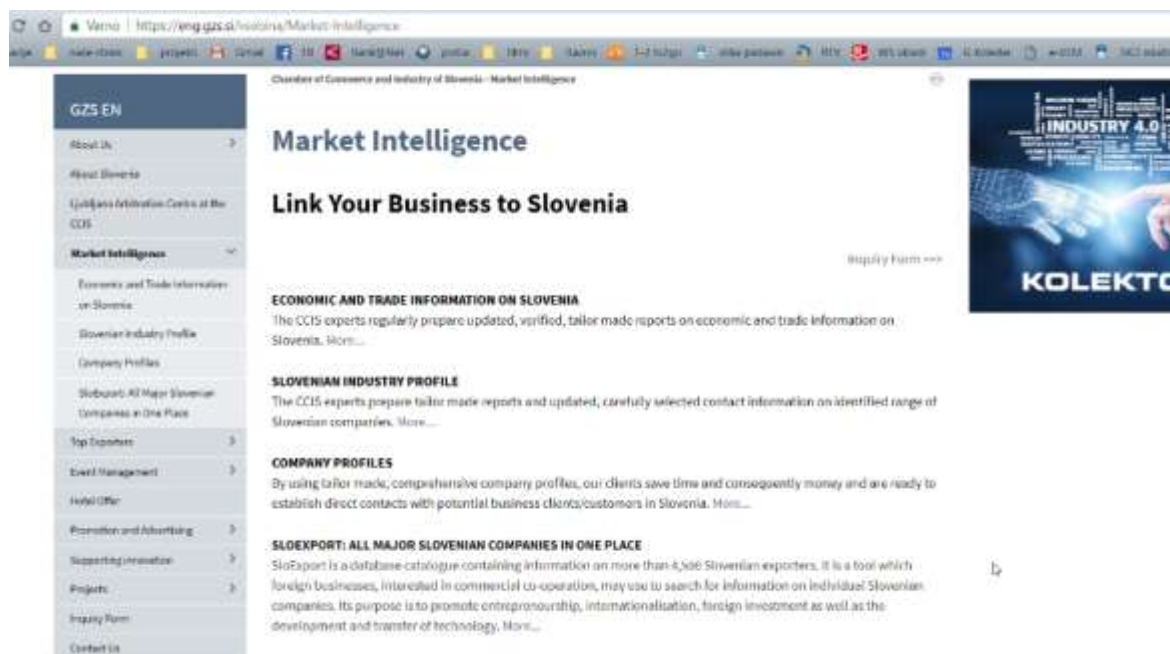 Verno https://eng.gzs.si/vsebina/Market-Intelligence
projekti
Gmail
Chamber of Commerce and Industry of Slovenia - Market Intelligence
GZS EN
About Us
About Slovenia
Ljubljana Arbitration Centre at the
CCIS
Market Intelligence
Economic and Trade Information
on Slovenia
Slovenian Industry Profile
Company Profiles
SloExport: All Major Slovenian
Companies in One Place
Top Exporters
Event Management
Hotel Offer
Promotion and Advertising
Supporting Innovation
Projects
Inquiry Form
Contact Us
Market Intelligence
Link Your Business to Slovenia
Inquiry Form >>>
ECONOMIC AND TRADE INFORMATION ON SLOVENIA
The CCIS experts regularly prepare updated, verified, tailor made reports on economic and trade information on
Slovenia. More...
SLOVENIAN INDUSTRY PROFILE
The CCIS experts prepare tailor made reports and updated, carefully selected contact information on identified range of
Slovenian companies. More...
COMPANY PROFILES
By using tailor made, comprehensive company profiles, our clients save time and consequently money and are ready to
establish direct contacts with potential business clients/customers in Slovenia. More...
SLOEXPORT: ALL MAJOR SLOVENIAN COMPANIES IN ONE PLACE
SloExport is a database catalogue containing information on more than 4,500 Slovenian exporters. It is a tool which
foreign businesses, interested in commercial co-operation, may use to search for information on individual Slovenian
companies. Its purpose is to promote entrepreneurship, internationalisation, foreign investment as well as the
development and transfer of technology. More...
INDUSTRY 4.0
KOLEKTO